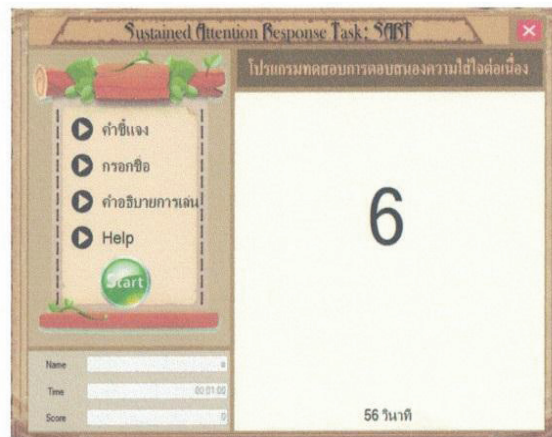 Sustained Attention Response Task: SART
โปรแกรมทดสอบการตอบสนองความใส่ใจต่อเนื่อง
คำชี้แจง
กรอกชื่อ
คำอธิบายการเล่น
Help
Start
6
Name a
Time 00:01:00
Score 0
56 วินาที